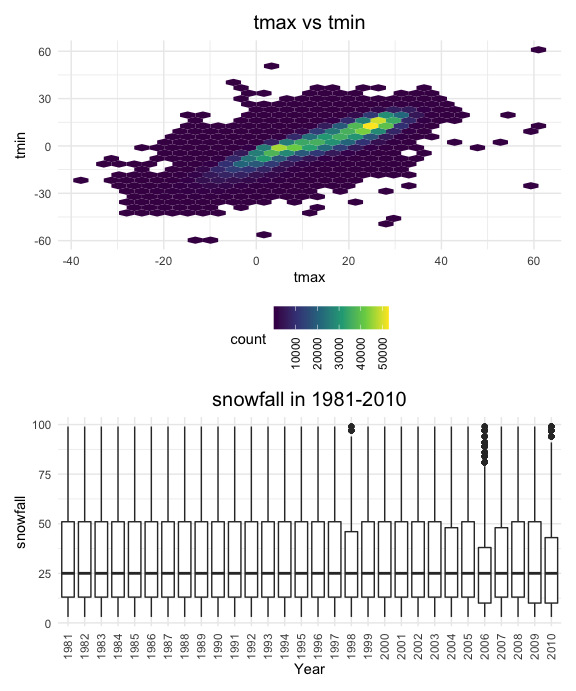 tmax vs tmin
60
30
0
-30
-60
tmin
-40 -20 0 20 40 60
tmax
count
10000 20000 30000 40000 50000
snowfall in 1981-2010
100
75
50
25
0
snowfall
1981 1982 1983 1984 1985 1986 1987 1988 1989 1990 1991 1992 1993 1994 1995 1996 1997 1998 1999 2000 2001 2002 2003 2004 2005 2006 2007 2008 2009 2010
Year